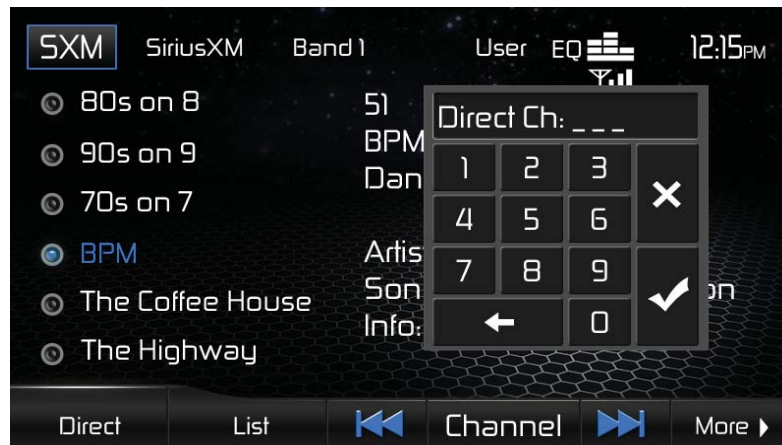 SXM SiriusXM Band 1 User EQ 12:15PM
80s on 8
90s on 9
70s on 7
BPM
The Coffee House
The Highway
51
BPM
Dan
Artis
Son on
Info:
Direct Ch: _ _ _
1 2 3
4 5 6
7 8 9
0
Direct List Channel More